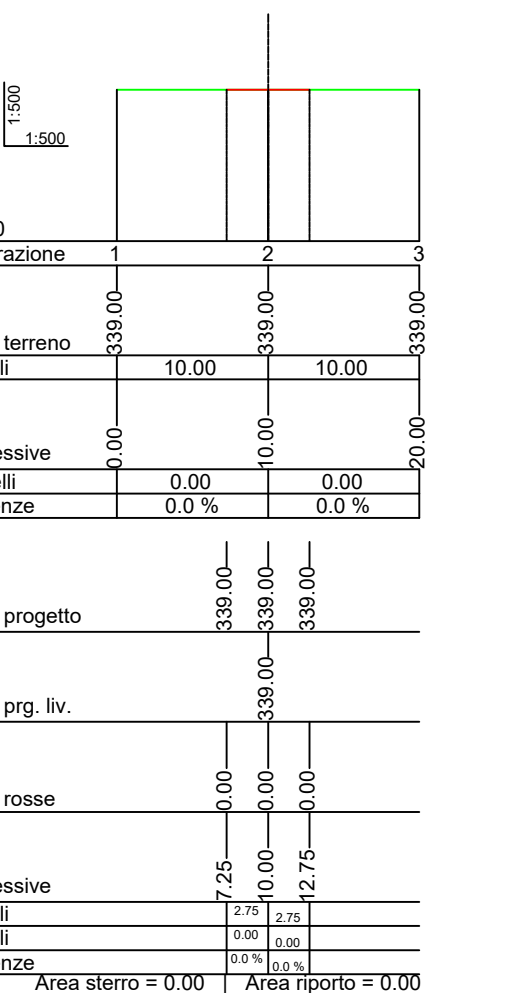 1:500
1:500
0
razione 1 2 3
terreno 339.00 339.00 339.00
li 10.00 10.00
essive 0.00 10.00 20.00
elli 0.00 0.00
nze 0.0 % 0.0 %
progetto 339.00 339.00 339.00
prg. liv. 339.00
rosse 0.00 0.00 0.00
essive 7.25 10.00 12.75
li 2.75 2.75
li 0.00 0.00
nze 0.0 % 0.0 %
Area sterro = 0.00 Area riporto = 0.00